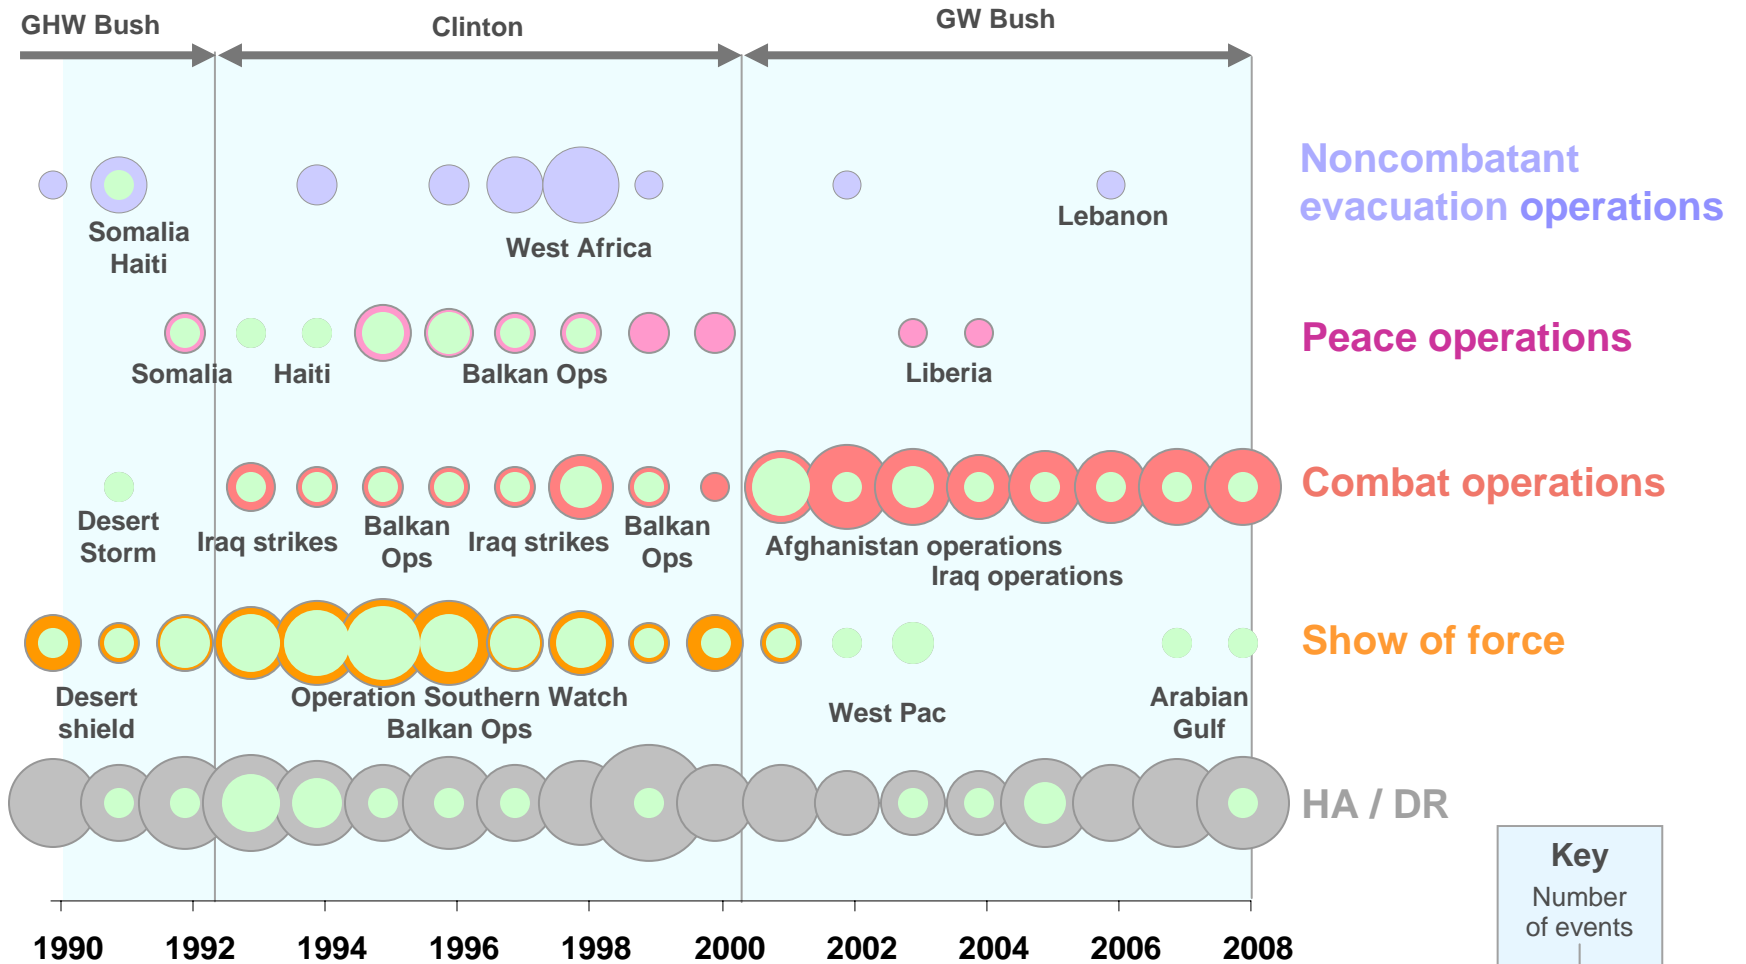 GHW Bush
Clinton
GW Bush
Noncombatant
evacuation operations
Somalia
Haiti
West Africa
Lebanon
Peace operations
Somalia
Haiti
Balkan Ops
Liberia
Combat operations
Desert
Storm
Iraq strikes
Balkan
Ops
Iraq strikes
Balkan
Ops
Afghanistan operations
Iraq operations
Show of force
Desert
shield
Operation Southern Watch
Balkan Ops
West Pac
Arabian
Gulf
HA / DR
Key
Number
of events
1990 1992 1994 1996 1998 2000 2002 2004 2006 2008